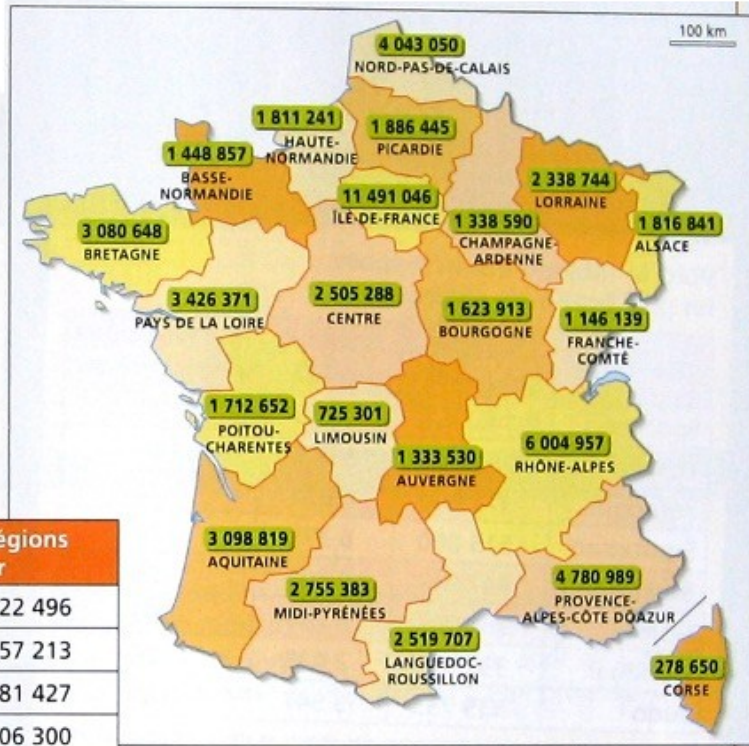 100 km
4 043 050
NORD-PAS-DE-CALAIS
1 811 241
HAUTE-
NORMANDIE
1 886 445
PICARDIE
1 448 857
BASSE-
NORMANDIE
11 491 046
ÎLE-DE-FRANCE
2 338 744
LORRAINE
1 338 590
CHAMPAGNE-
ARDENNE
1 816 841
ALSACE
3 080 648
BRETAGNE
3 426 371
PAYS DE LA LOIRE
2 505 288
CENTRE
1 623 913
BOURGOGNE
1 146 139
FRANCHE-
COMTÉ
1 712 652
POITOU-
CHARENTES
725 301
LIMOUSIN
1 333 530
AUVERGNE
6 004 957
RHÔNE-ALPES
3 098 819
AQUITAINE
2 755 383
MIDI-PYRÉNÉES
4 780 989
PROVENCE-
ALPES-CÔTE DÕAZUR
2 519 707
LANGUEDOC-
ROUSSILLON
278 650
CORSE
égions
r
22 496
57 213
81 427
06 300